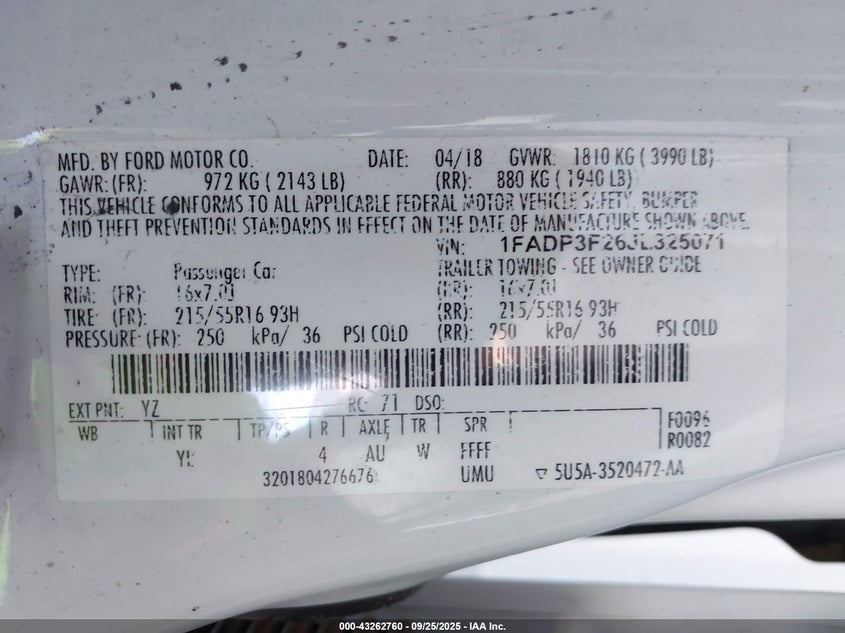 MFD. BY FORD MOTOR CO. DATE: 04/18 GVWR: 1810 KG ( 3990 LB)
GAWR: (FR): 972 KG ( 2143 LB) (RR): 880 KG ( 1940 LB)
THIS VEHICLE CONFORMS TO ALL APPLICABLE FEDERAL MOTOR VEHICLE SAFETY, BUMPER
AND THEFT PREVENTION STANDARDS IN EFFECT ON THE DATE OF MANUFACTURE SHOWN ABOVE.
VIN: 1FADP3F26JL325071
TYPE: Passenger Car TRAILER TOWING - SEE OWNER GUIDE
RIM: (FR): 16x7.0J (RR): 16x7.0J
TIRE: (FR): 215/55R16 93H (RR): 215/55R16 93H
PRESSURE: (FR): 250 kPa/ 36 PSI COLD (RR): 250 kPa/ 36 PSI COLD
EXT PNT: YZ RC: 71 DSO:
WB INT TR TP/PS R AXLE TR SPR F0096
R0082
YL 4 AU W FFFF
3201804276676 UMU ▽ 5U5A-3520472-AA
000-43262760 - 09/25/2025 - IAA Inc.